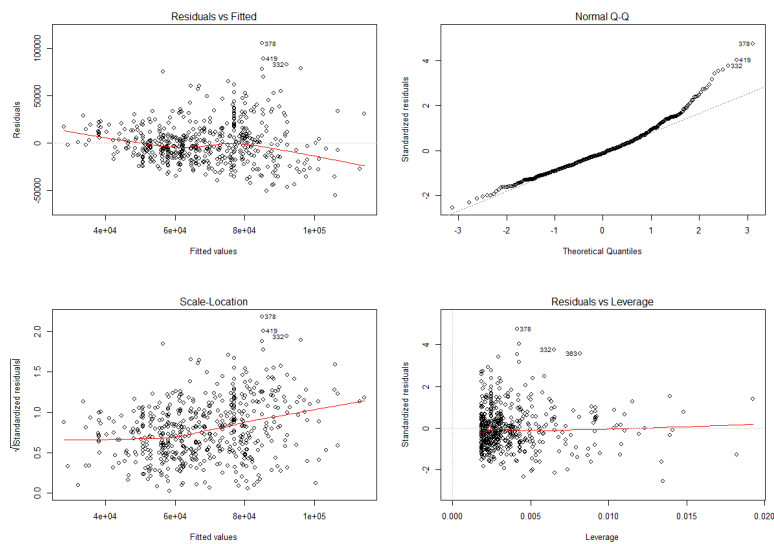 Residuals vs Fitted
100000
50000
0
-50000
Residuals
378
419
332
4e+04 6e+04 8e+04 1e+05
Fitted values
Normal Q-Q
4
2
0
-2
Standardized residuals
378
419
332
-3 -2 -1 0 1 2 3
Theoretical Quantiles
Scale-Location
2.0
1.5
1.0
0.5
0.0
√|Standardized residuals|
378
419
332
4e+04 6e+04 8e+04 1e+05
Fitted values
Residuals vs Leverage
4
2
0
-2
Standardized residuals
378
332
363
0.000 0.005 0.010 0.015 0.020
Leverage